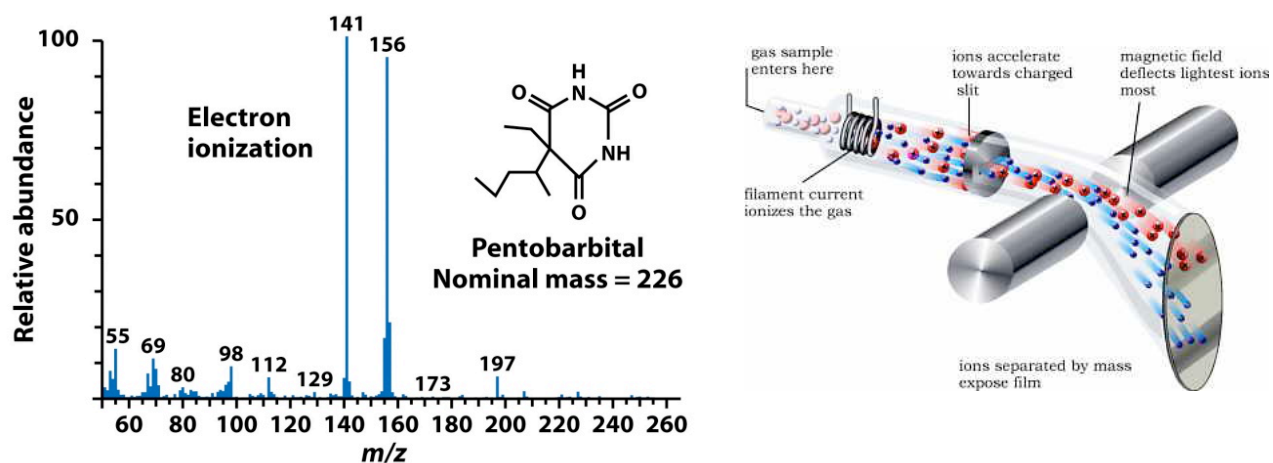 Relative abundance
100
50
141
156
Electron
ionization
55
69
80
98
112
129
173
197
60
80
100
120
140
160
180
200
220
240
260
m/z
H
N
O
O
NH
O
Pentobarbital
Nominal mass = 226
gas sample
enters here
ions accelerate
towards charged
slit
magnetic field
deflects lightest ions
most
filament current
ionizes the gas
ions separated by mass
expose film